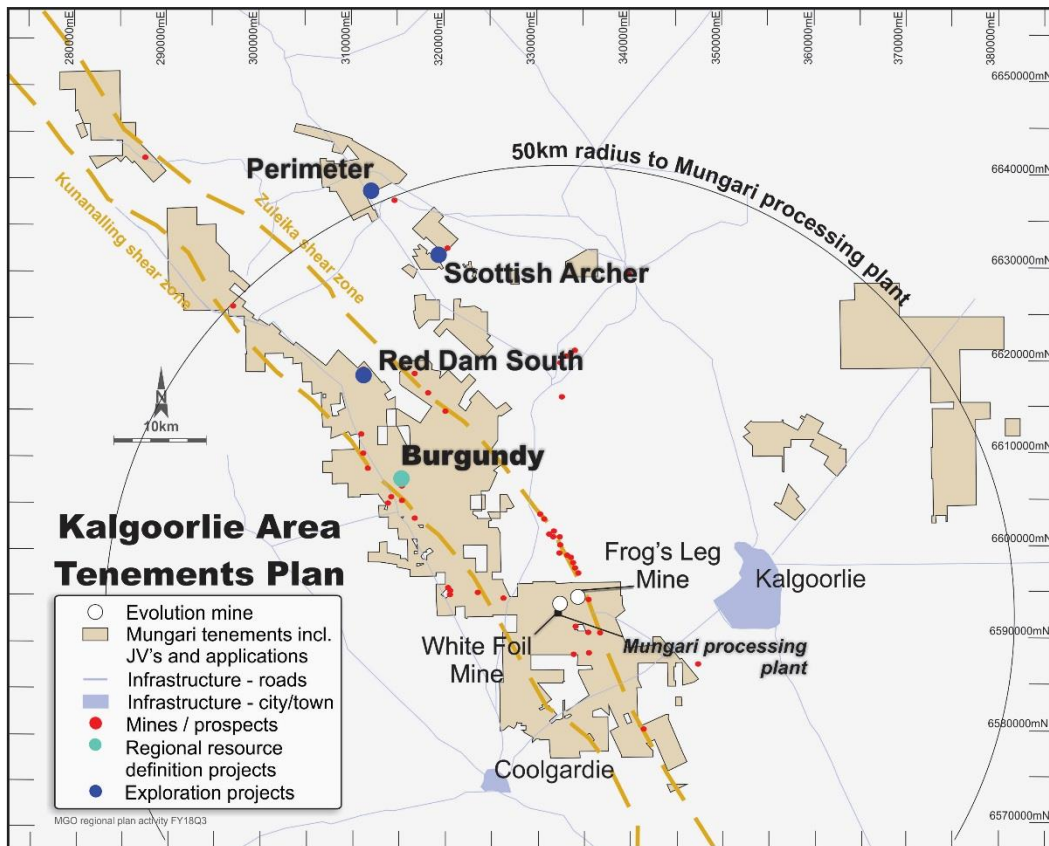 280000mE
290000mE
300000mE
310000mE
320000mE
330000mE
340000mE
350000mE
360000mE
370000mE
380000mE
6650000mN
6640000mN
6630000mN
6620000mN
6610000mN
6600000mN
6590000mN
6580000mN
6570000mN
50km radius to Mungari processing plant
Perimeter
Kunanalling shear zone
Zuleika shear zone
Scottish Archer
Red Dam South
N
10km
Burgundy
Kalgoorlie Area
Tenements Plan
Frog's Leg
Mine
Kalgoorlie
White Foil
Mine
Mungari processing
plant
Coolgardie
Evolution mine
Mungari tenements incl.
JV's and applications
Infrastructure - roads
Infrastructure - city/town
Mines / prospects
Regional resource
definition projects
Exploration projects
MGO regional plan activity FY18Q3